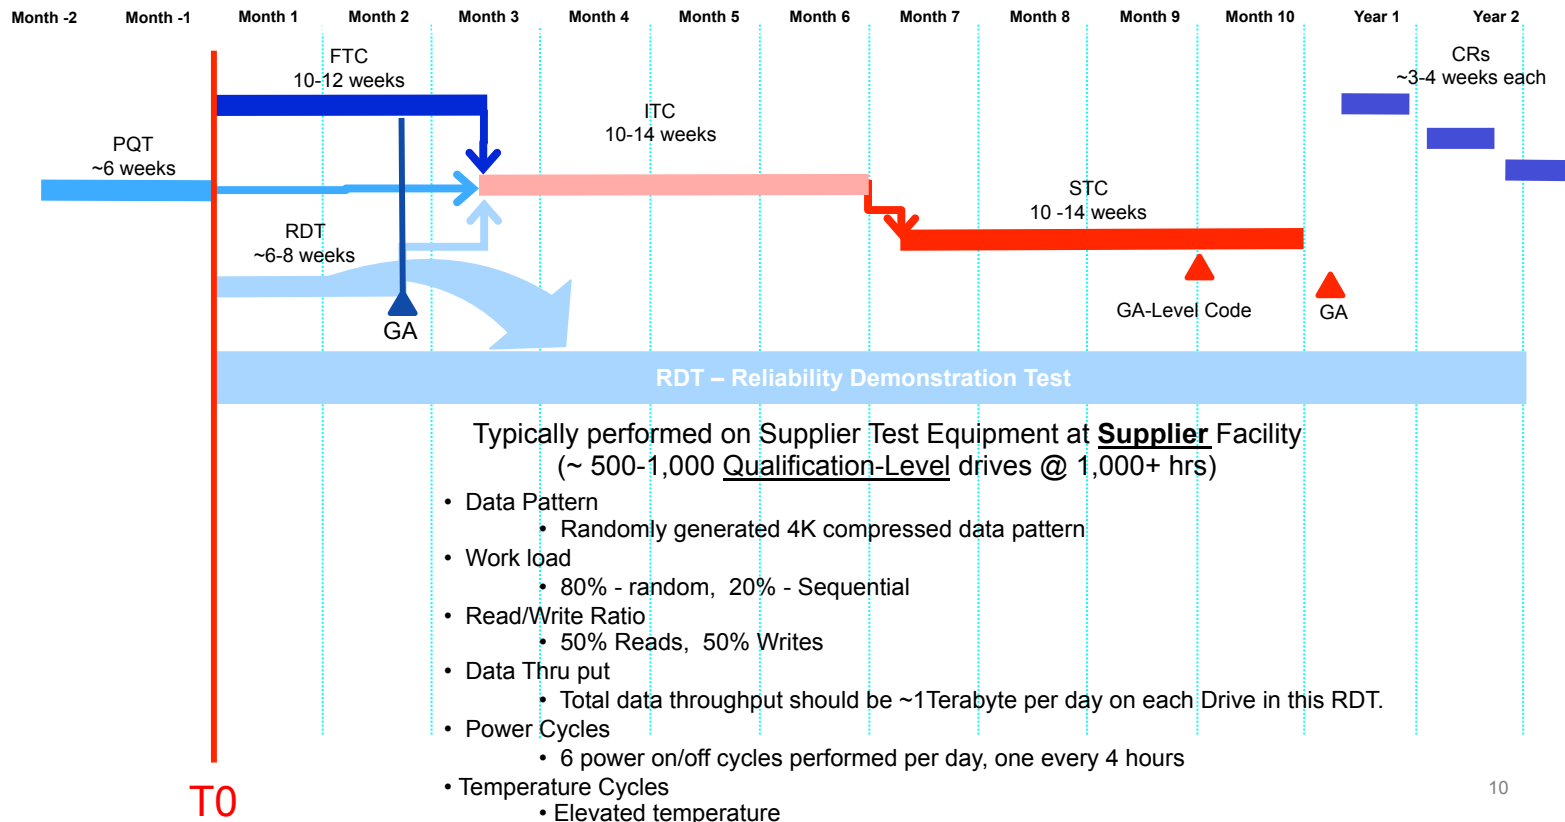 Month -2 Month -1 Month 1 Month 2 Month 3 Month 4 Month 5 Month 6 Month 7 Month 8 Month 9 Month 10 Year 1 Year 2
FTC
10-12 weeks
CRs
~3-4 weeks each
ITC
10-14 weeks
PQT
~6 weeks
STC
10 -14 weeks
RDT
~6-8 weeks
GA
GA-Level Code
GA
RDT – Reliability Demonstration Test
Typically performed on Supplier Test Equipment at Supplier Facility
(~ 500-1,000 Qualification-Level drives @ 1,000+ hrs)
• Data Pattern
• Randomly generated 4K compressed data pattern
• Work load
• 80% - random, 20% - Sequential
• Read/Write Ratio
• 50% Reads, 50% Writes
• Data Thru put
• Total data throughput should be ~1Terabyte per day on each Drive in this RDT.
• Power Cycles
• 6 power on/off cycles performed per day, one every 4 hours
• Temperature Cycles
• Elevated temperature
T0
10